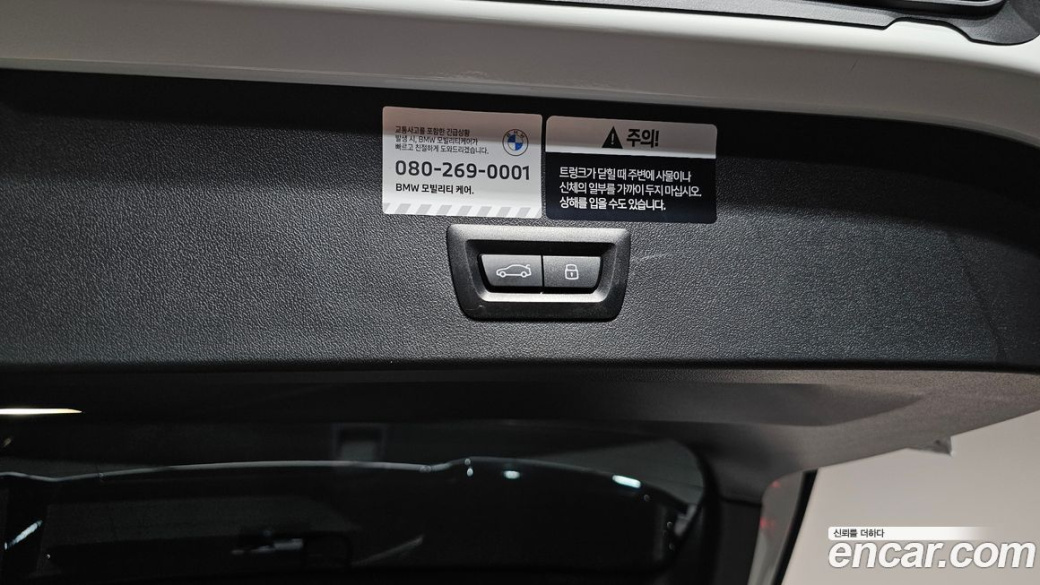 교통사고를 포함한 긴급상황
발생 시, BMW 모빌리티케어가
빠르고 친절하게 도와드리겠습니다.
080-269-0001
BMW 모빌리티 케어.
주의!
트렁크가 닫힐 때 주변에 사물이나
신체의 일부를 가까이 두지 마십시오.
상해를 입을 수도 있습니다.
신뢰를 더하다
encar.com